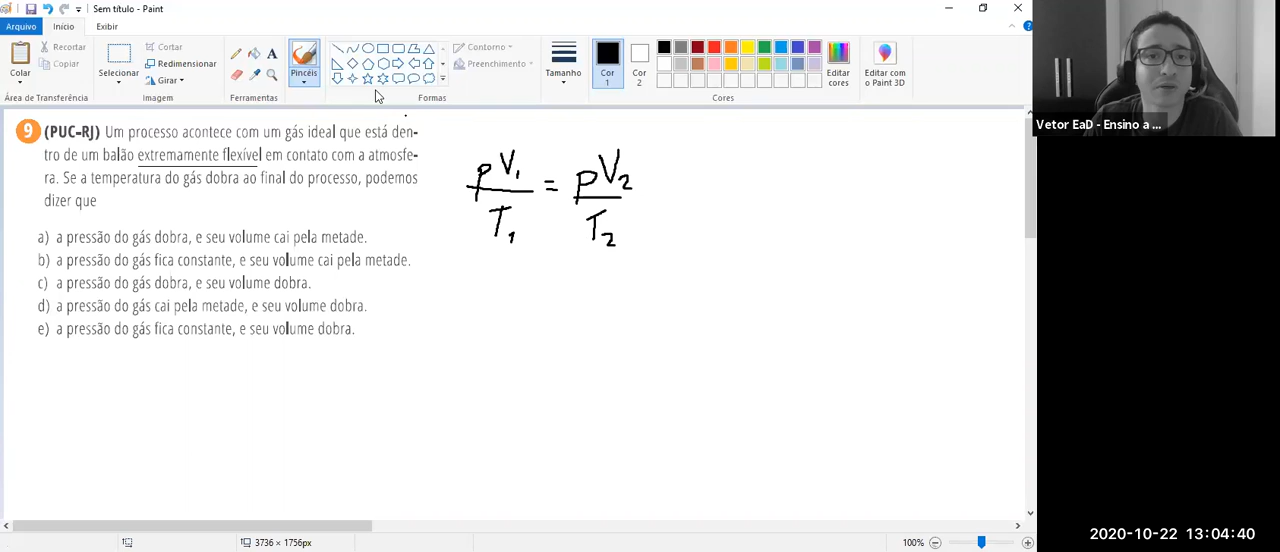 Sem título - Paint
Arquivo Início Exibir
Colar
Recortar
Copiar
Área de Transferência
Selecionar
Cortar
Redimensionar
Girar
Imagem
Ferramentas
Pincéis
Formas
Contorno
Preenchimento
Tamanho
Cor 1
Cor 2
Editar cores
Cores
Editar com o Paint 3D
9 (PUC-RJ) Um processo acontece com um gás ideal que está den-
tro de um balão extremamente flexível em contato com a atmosfe-
ra. Se a temperatura do gás dobra ao final do processo, podemos
dizer que
a) a pressão do gás dobra, e seu volume cai pela metade.
b) a pressão do gás fica constante, e seu volume cai pela metade.
c) a pressão do gás dobra, e seu volume dobra.
d) a pressão do gás cai pela metade, e seu volume dobra.
e) a pressão do gás fica constante, e seu volume dobra.
pV₁ = pV₂
T₁ T₂
Vetor EaD - Ensino a ...
3736 × 1756px
100%
2020-10-22 13:04:40